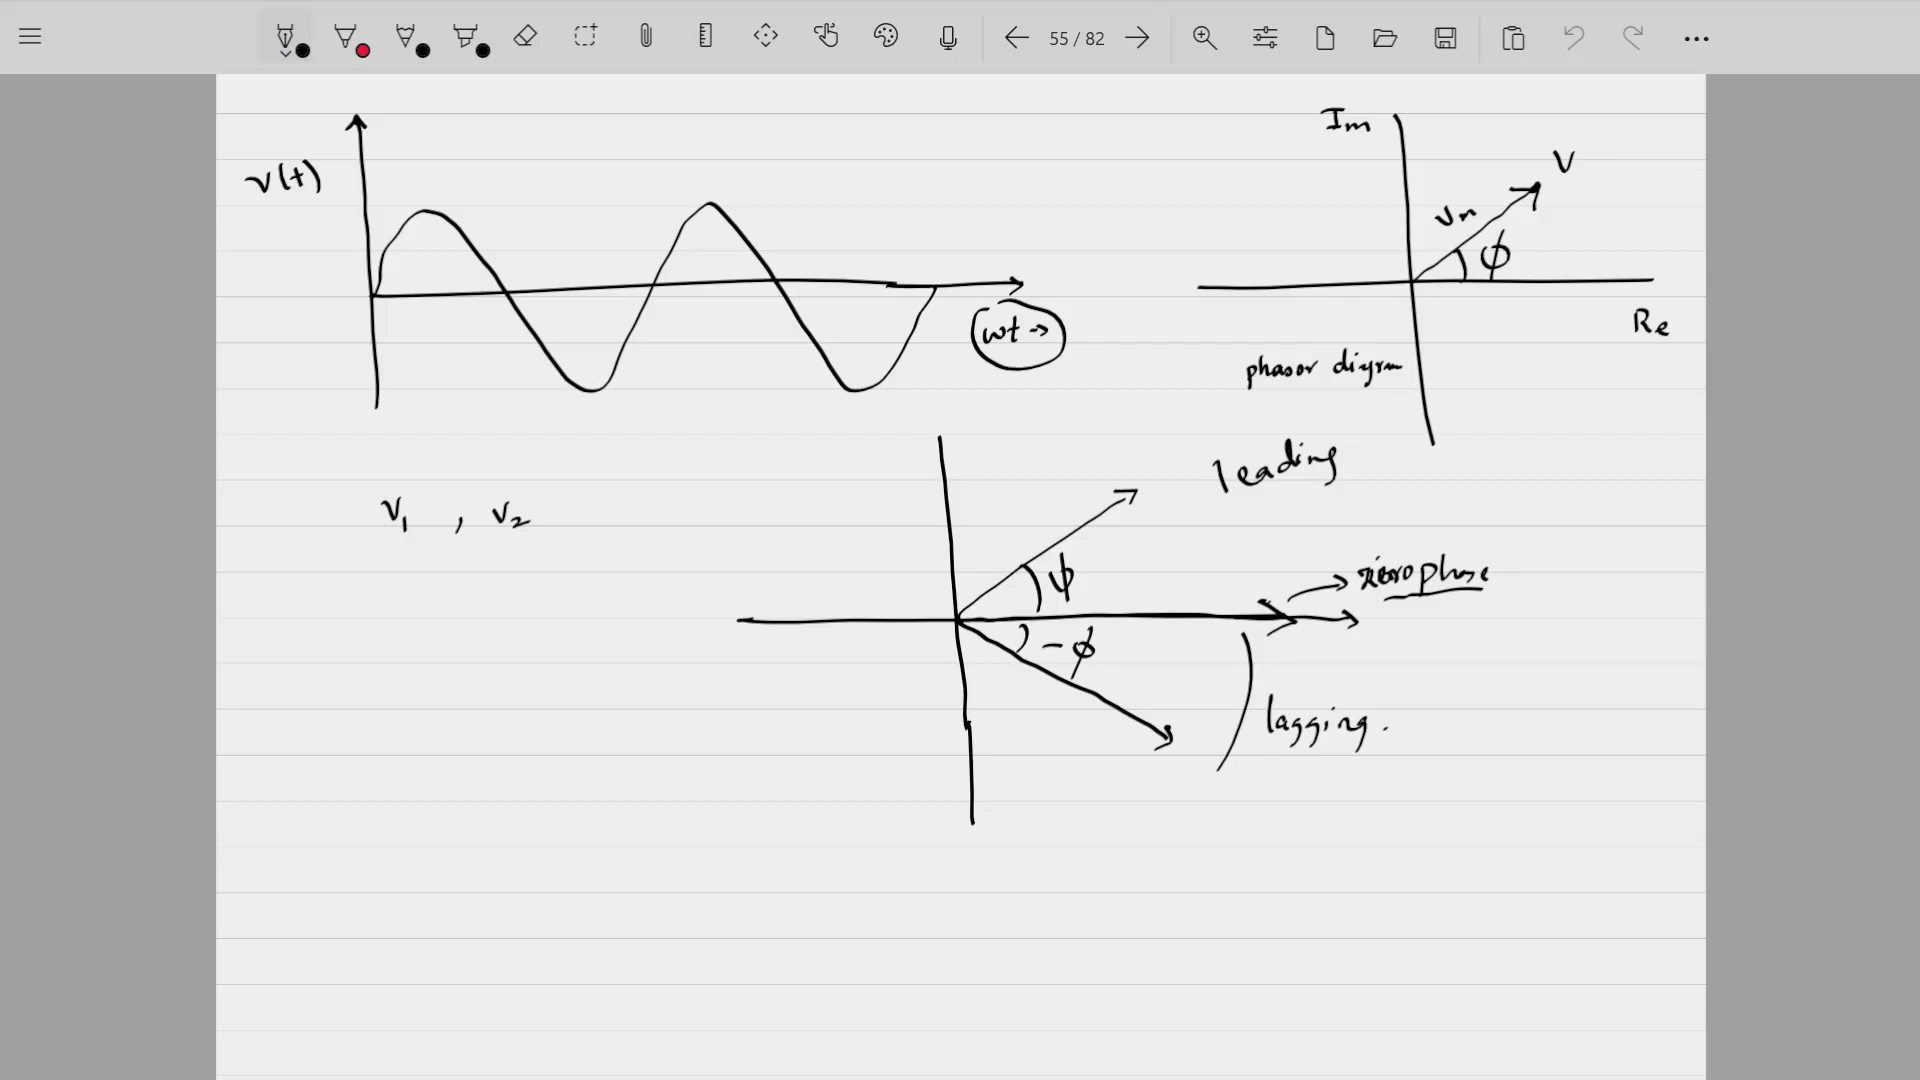 55 / 82
Im
v(t)
V
Vm
ϕ
ωt →
Re
phasor diagram
leading
V1 , V2
zero phase
ψ
-ϕ
lagging.